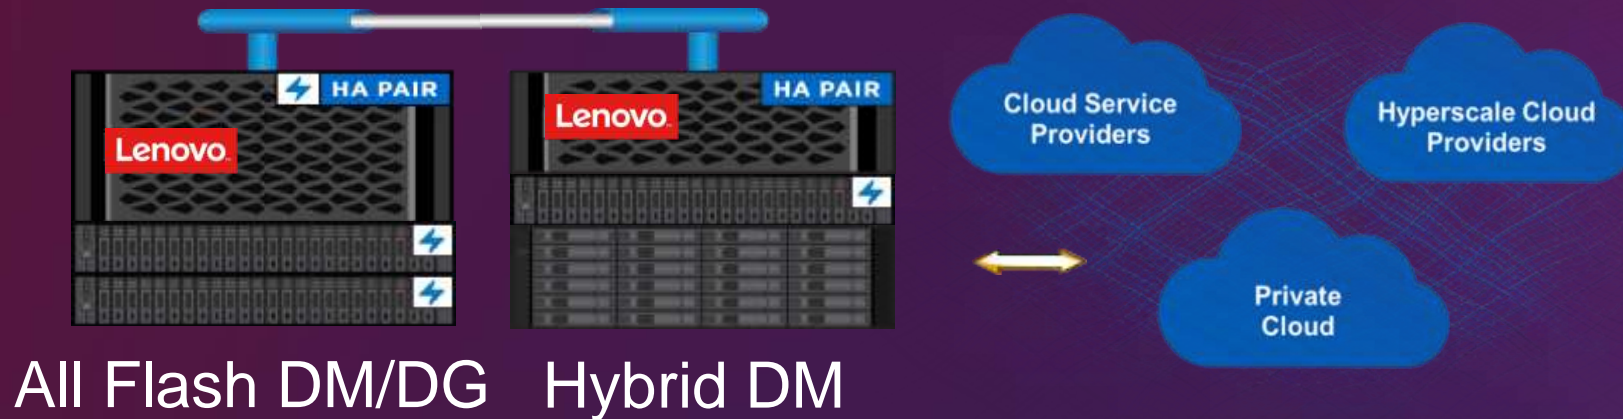 HA PAIR
Lenovo
HA PAIR
Lenovo
All Flash DM/DG
Hybrid DM
Cloud Service
Providers
Hyperscale Cloud
Providers
Private
Cloud